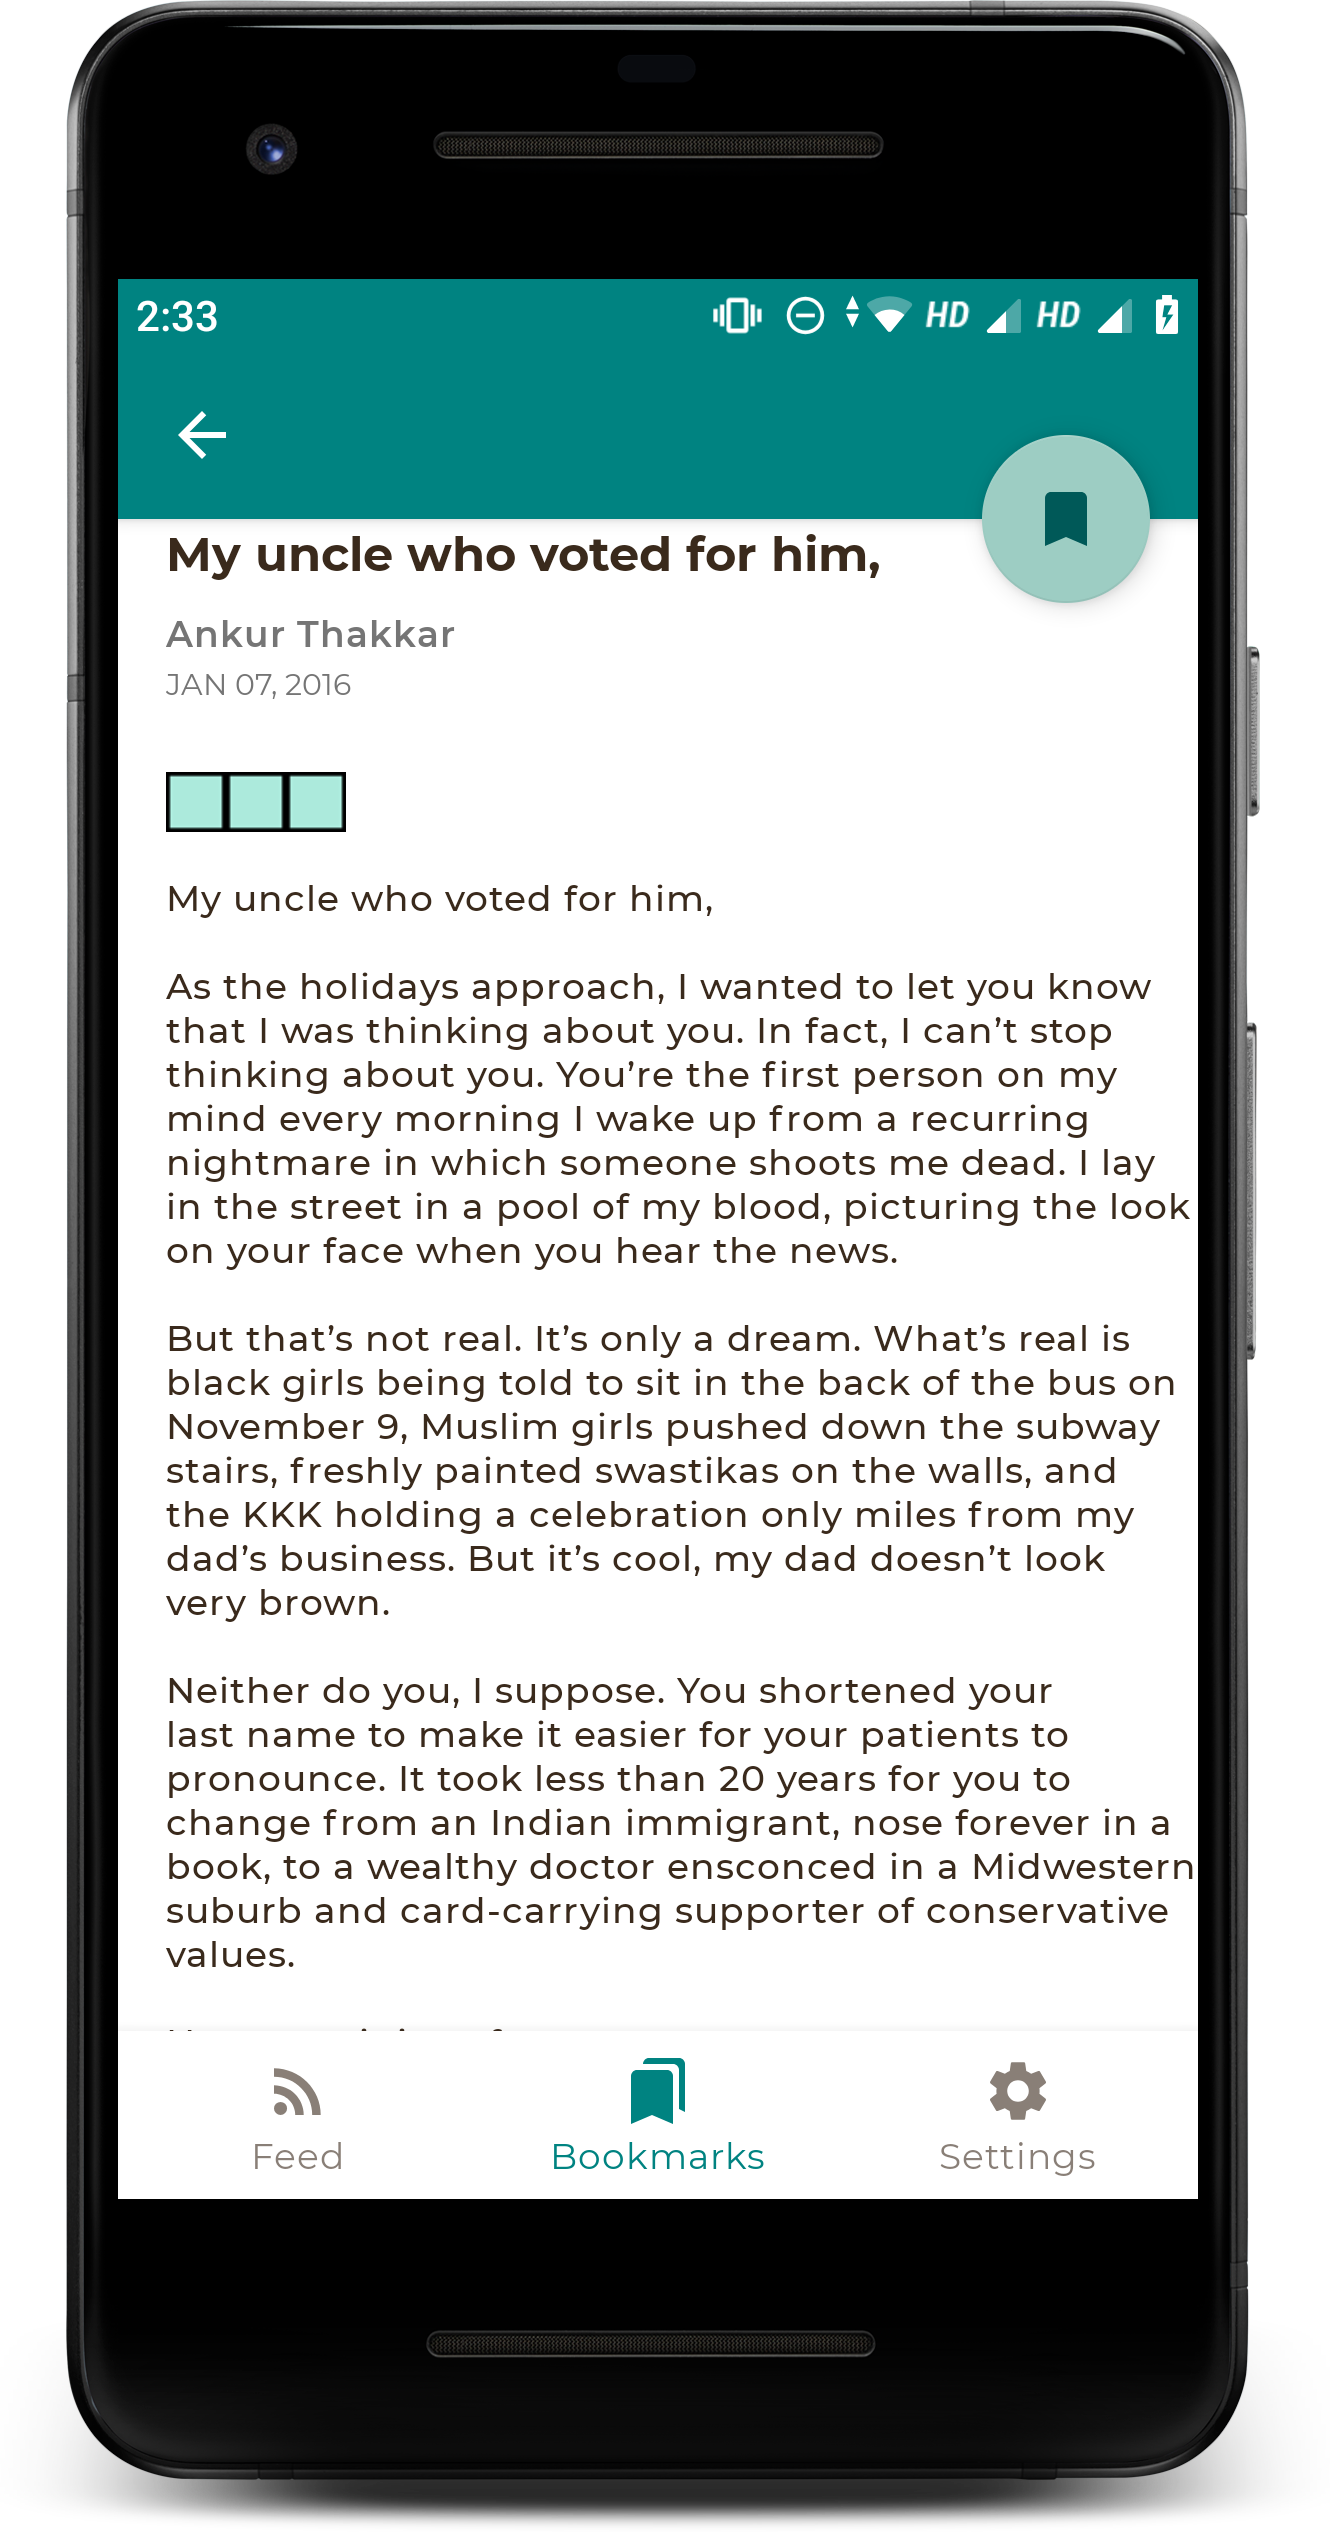 2:33
HD
HD
My uncle who voted for him,
Ankur Thakkar
JAN 07, 2016
My uncle who voted for him,
As the holidays approach, I wanted to let you know
that I was thinking about you. In fact, I can’t stop
thinking about you. You’re the first person on my
mind every morning I wake up from a recurring
nightmare in which someone shoots me dead. I lay
in the street in a pool of my blood, picturing the look
on your face when you hear the news.
But that’s not real. It’s only a dream. What’s real is
black girls being told to sit in the back of the bus on
November 9, Muslim girls pushed down the subway
stairs, freshly painted swastikas on the walls, and
the KKK holding a celebration only miles from my
dad’s business. But it’s cool, my dad doesn’t look
very brown.
Neither do you, I suppose. You shortened your
last name to make it easier for your patients to
pronounce. It took less than 20 years for you to
change from an Indian immigrant, nose forever in a
book, to a wealthy doctor ensconced in a Midwestern
suburb and card-carrying supporter of conservative
values.
Feed
Bookmarks
Settings